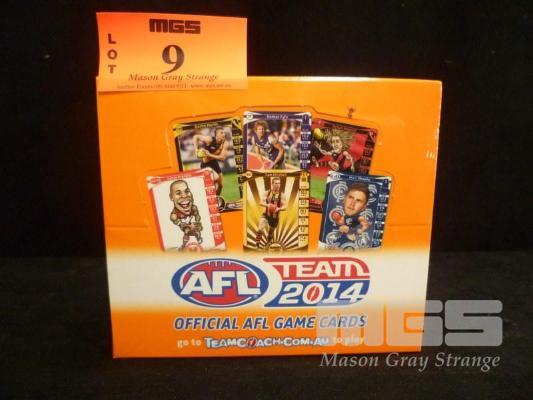 LOT
MGS
9
Mason Gray Strange
AFL
TEAM
2014
OFFICIAL AFL GAME CARDS
go to TEAMCOACH.COM.AU to play
MGS
Mason Gray Strange